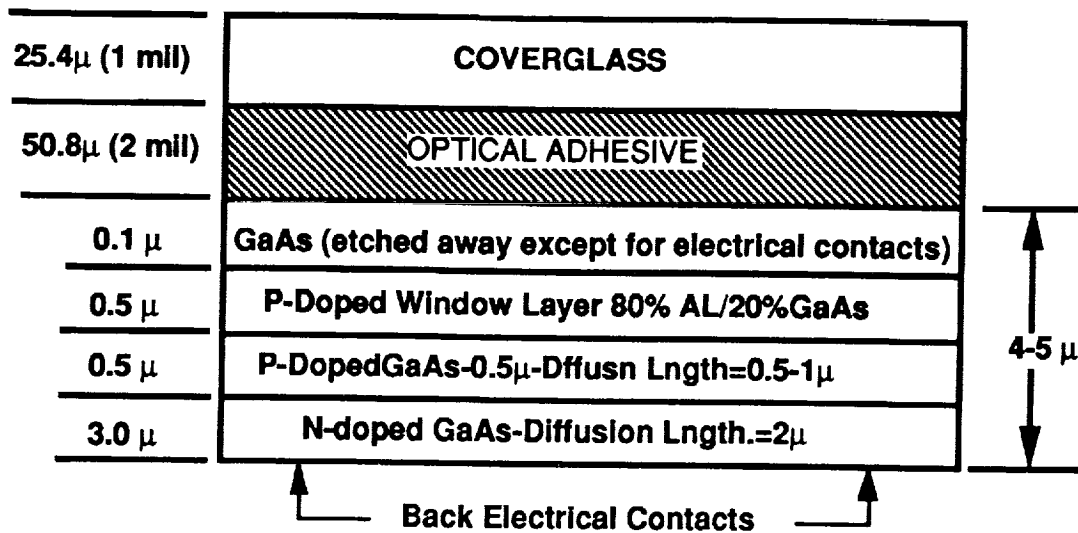 25.4μ (1 mil)
COVERGLASS
50.8μ (2 mil)
OPTICAL ADHESIVE
0.1 μ
GaAs (etched away except for electrical contacts)
0.5 μ
P-Doped Window Layer 80% AL/20%GaAs
4-5 μ
0.5 μ
P-DopedGaAs-0.5μ-Dffusn Lngth=0.5-1μ
3.0 μ
N-doped GaAs-Diffusion Lngth.=2μ
Back Electrical Contacts